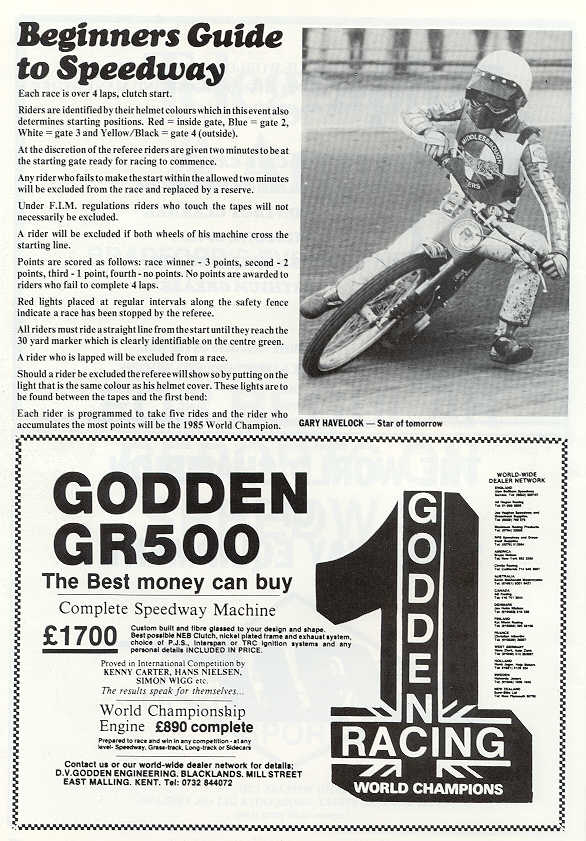 Beginners Guide
to Speedway
Each race is over 4 laps, clutch start.
Riders are identified by their helmet colours which in this event also
determines starting positions. Red = inside gate, Blue = gate 2,
White = gate 3 and Yellow/Black = gate 4 (outside).
At the discretion of the referee riders are given two minutes to be at
the starting gate ready for racing to commence.
Any rider who fails to make the start within the allowed two minutes
will be excluded from the race and replaced by a reserve.
Under F.I.M. regulations riders who touch the tapes will not
necessarily be excluded.
A rider will be excluded if both wheels of his machine cross the
starting line.
Points are scored as follows: race winner - 3 points, second - 2
points, third - 1 point, fourth - no points. No points are awarded to
riders who fail to complete 4 laps.
Red lights placed at regular intervals along the safety fence
indicate a race has been stopped by the referee.
All riders must ride a straight line from the start until they reach the
30 yard marker which is clearly identifiable on the centre green.
A rider who is lapped will be excluded from a race.
Should a rider be excluded the referee will show so by putting on the
light that is the same colour as his helmet cover. These lights are to
be found between the tapes and the first bend:
Each rider is programmed to take five rides and the rider who
accumulates the most points will be the 1985 World Champion.
MIDDLESBROUGH
GARY HAVELOCK — Star of tomorrow
GODDEN
GR500
The Best money can buy
Complete Speedway Machine
£1700
Custom built and fibre glassed to your design and shape.
Best possible NEB Clutch, nickel plated frame and exhaust system,
choice of P.J.S., Interspan or TRC ignition systems and any
personal details INCLUDED IN PRICE.
Proved in International Competition by
KENNY CARTER, HANS NIELSEN,
SIMON WIGG etc.
The results speak for themselves...
World Championship
Engine £890 complete
Prepared to race and win in any competition - at any
level- Speedway, Grass-track, Long-track or Sidecars
Contact us or our world-wide dealer network for details;
D.V.GODDEN ENGINEERING. BLACKLANDS. MILL STREET
EAST MALLING. KENT. Tel: 0732 844072
1
GODDEN
RACING
WORLD CHAMPIONS
WORLD-WIDE
DEALER NETWORK
ENGLAND
AMERICA
AUSTRALIA
CANADA
DENMARK
FINLAND
FRANCE
WEST GERMANY
HOLLAND
SWEDEN
NEW ZEALAND